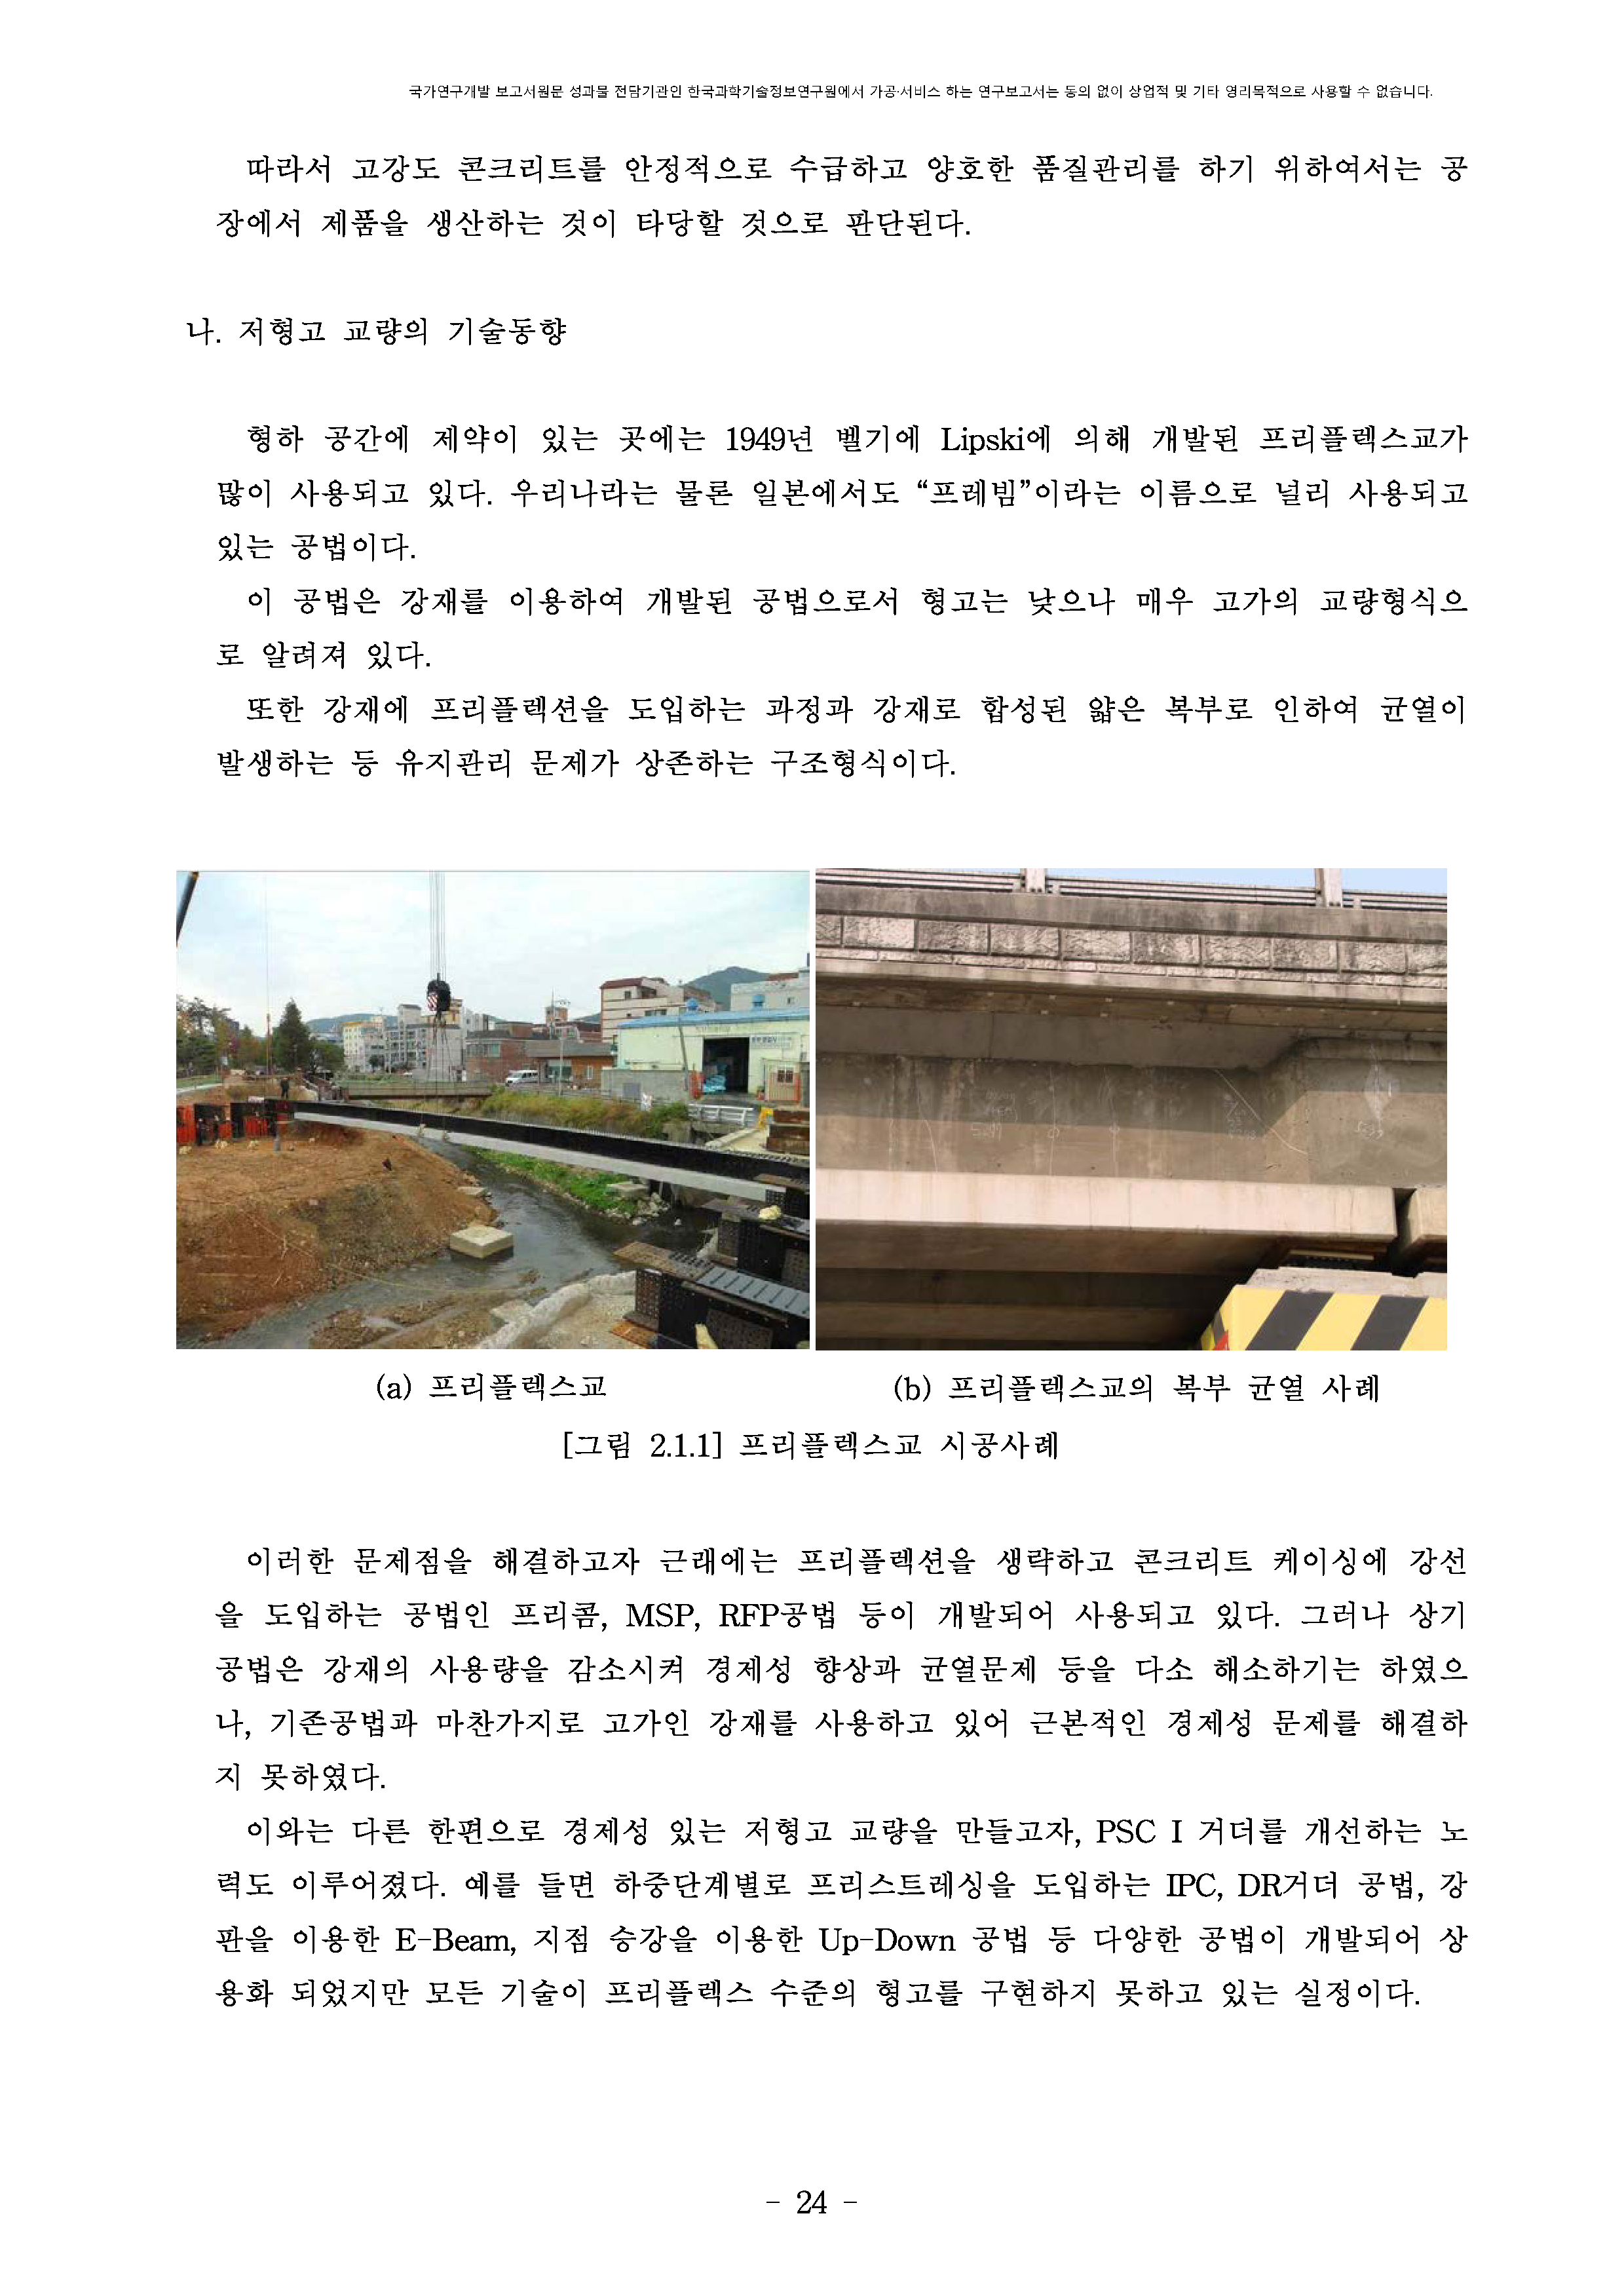 국가연구개발 보고서원문 성과물 전담기관인 한국과학기술정보연구원에서 가공·서비스 하는 연구보고서는 동의 없이 상업적 및 기타 영리목적으로 사용할 수 없습니다.
따라서 고강도 콘크리트를 안정적으로 수급하고 양호한 품질관리를 하기 위하여서는 공
장에서 제품을 생산하는 것이 타당할 것으로 판단된다.
나. 저형고 교량의 기술동향
형하 공간에 제약이 있는 곳에는 1949년 벨기에 Lipski에 의해 개발된 프리플렉스교가
많이 사용되고 있다. 우리나라는 물론 일본에서도 “프레빔”이라는 이름으로 널리 사용되고
있는 공법이다.
이 공법은 강재를 이용하여 개발된 공법으로서 형고는 낮으나 매우 고가의 교량형식으
로 알려져 있다.
또한 강재에 프리플렉션을 도입하는 과정과 강재로 합성된 얇은 복부로 인하여 균열이
발생하는 등 유지관리 문제가 상존하는 구조형식이다.
(a) 프리플렉스교
(b) 프리플렉스교의 복부 균열 사례
[그림 2.1.1] 프리플렉스교 시공사례
이러한 문제점을 해결하고자 근래에는 프리플렉션을 생략하고 콘크리트 케이싱에 강선
을 도입하는 공법인 프리콤, MSP, RFP공법 등이 개발되어 사용되고 있다. 그러나 상기
공법은 강재의 사용량을 감소시켜 경제성 향상과 균열문제 등을 다소 해소하기는 하였으
나, 기존공법과 마찬가지로 고가인 강재를 사용하고 있어 근본적인 경제성 문제를 해결하
지 못하였다.
이와는 다른 한편으로 경제성 있는 저형고 교량을 만들고자, PSC I 거더를 개선하는 노
력도 이루어졌다. 예를 들면 하중단계별로 프리스트레싱을 도입하는 IPC, DR거더 공법, 강
판을 이용한 E-Beam, 지점 승강을 이용한 Up-Down 공법 등 다양한 공법이 개발되어 상
용화 되었지만 모든 기술이 프리플렉스 수준의 형고를 구현하지 못하고 있는 실정이다.
- 24 -